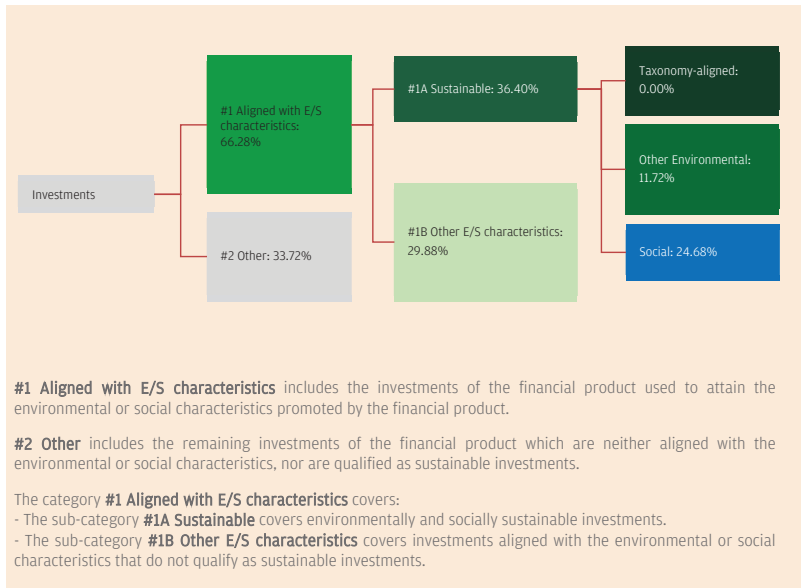 Investments
#1 Aligned with E/S
characteristics:
66.28%
#2 Other: 33.72%
#1A Sustainable: 36.40%
#1B Other E/S characteristics:
29.88%
Taxonomy-aligned:
0.00%
Other Environmental:
11.72%
Social: 24.68%
#1 Aligned with E/S characteristics includes the investments of the financial product used to attain the
environmental or social characteristics promoted by the financial product.
#2 Other includes the remaining investments of the financial product which are neither aligned with the
environmental or social characteristics, nor are qualified as sustainable investments.
The category #1 Aligned with E/S characteristics covers:
- The sub-category #1A Sustainable covers environmentally and socially sustainable investments.
- The sub-category #1B Other E/S characteristics covers investments aligned with the environmental or social
characteristics that do not qualify as sustainable investments.